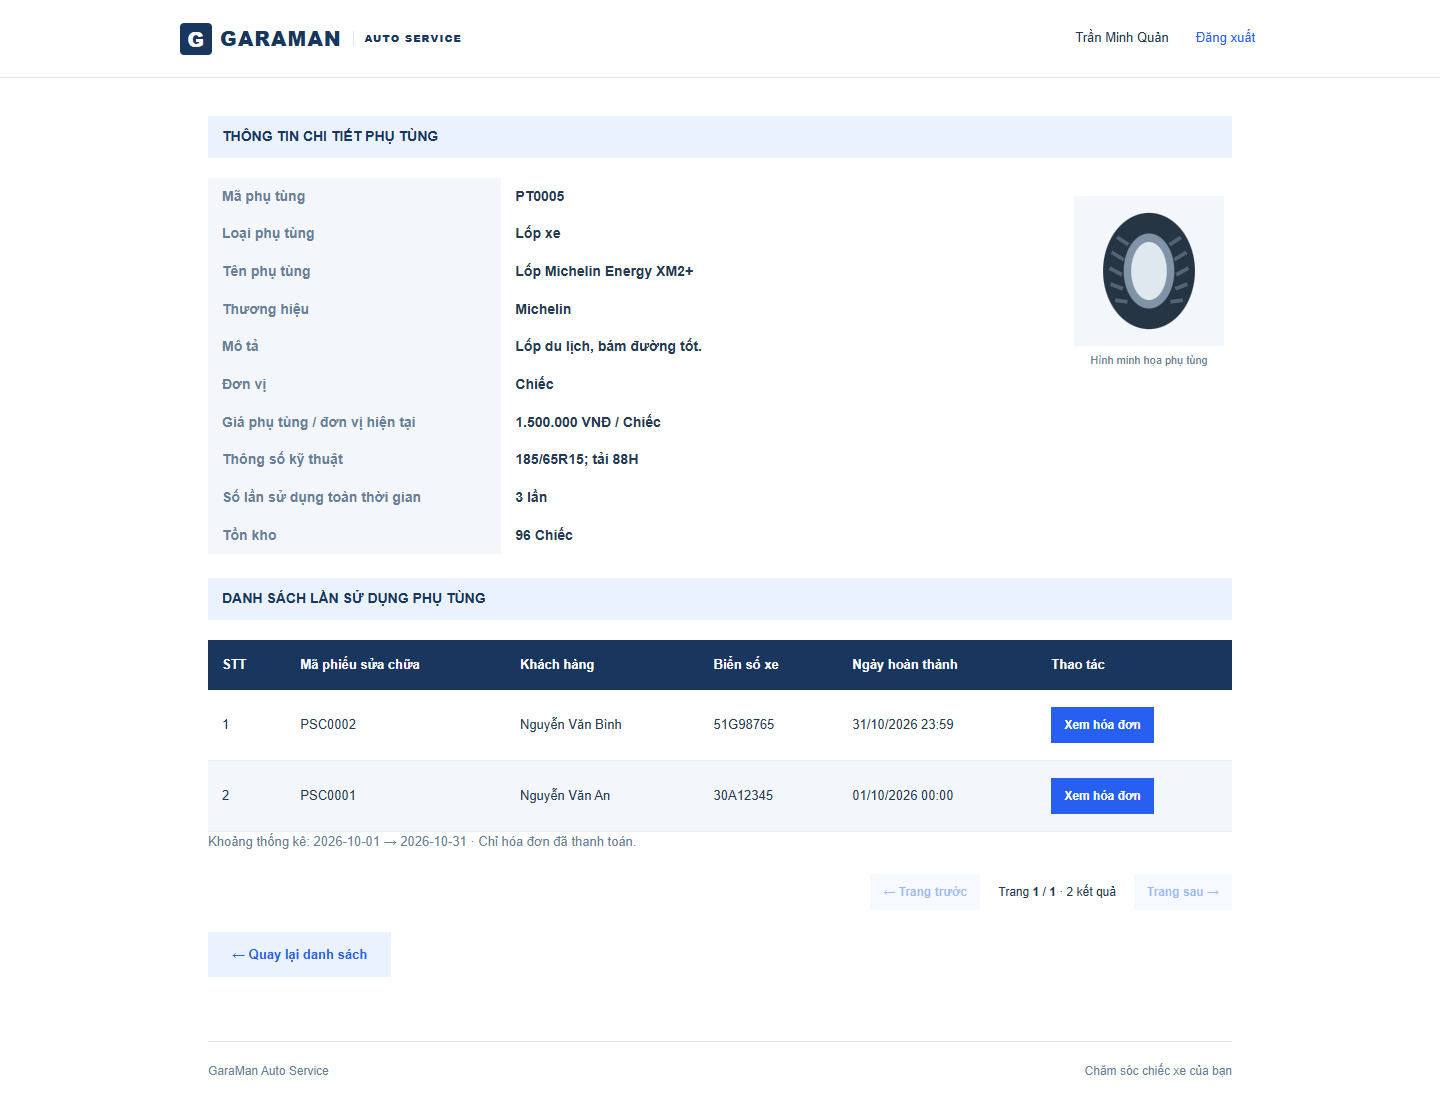 G GARAMAN AUTO SERVICE
Trần Minh Quản Đăng xuất
THÔNG TIN CHI TIẾT PHỤ TÙNG
Mã phụ tùng PT0005
Loại phụ tùng Lốp xe
Tên phụ tùng Lốp Michelin Energy XM2+
Thương hiệu Michelin
Mô tả Lốp du lịch, bám đường tốt.
Đơn vị Chiếc
Giá phụ tùng / đơn vị hiện tại 1.500.000 VNĐ / Chiếc
Thông số kỹ thuật 185/65R15; tải 88H
Số lần sử dụng toàn thời gian 3 lần
Tồn kho 96 Chiếc
Hình minh họa phụ tùng
DANH SÁCH LẦN SỬ DỤNG PHỤ TÙNG
STT Mã phiếu sửa chữa Khách hàng Biển số xe Ngày hoàn thành Thao tác
1 PSC0002 Nguyễn Văn Bình 51G98765 31/10/2026 23:59 Xem hóa đơn
2 PSC0001 Nguyễn Văn An 30A12345 01/10/2026 00:00 Xem hóa đơn
Khoảng thống kê: 2026-10-01 → 2026-10-31 · Chỉ hóa đơn đã thanh toán.
← Trang trước Trang 1 / 1 · 2 kết quả Trang sau →
← Quay lại danh sách
GaraMan Auto Service Chăm sóc chiếc xe của bạn